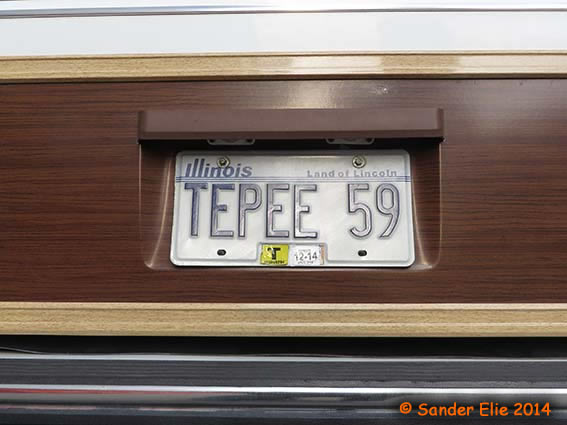 Illinois
Land of Lincoln
TEPEE 59
T 12-14
© Sander Elie 2014